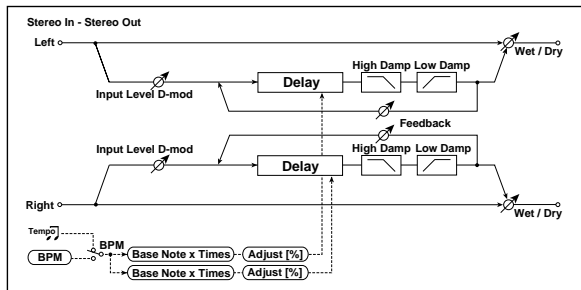 Stereo In - Stereo Out
Left
Wet / Dry
Input Level D-mod
Delay
High Damp
Low Damp
Feedback
Input Level D-mod
Delay
High Damp
Low Damp
Right
Wet / Dry
Tempo
BPM
BPM
Base Note x Times
Adjust [%]
Base Note x Times
Adjust [%]